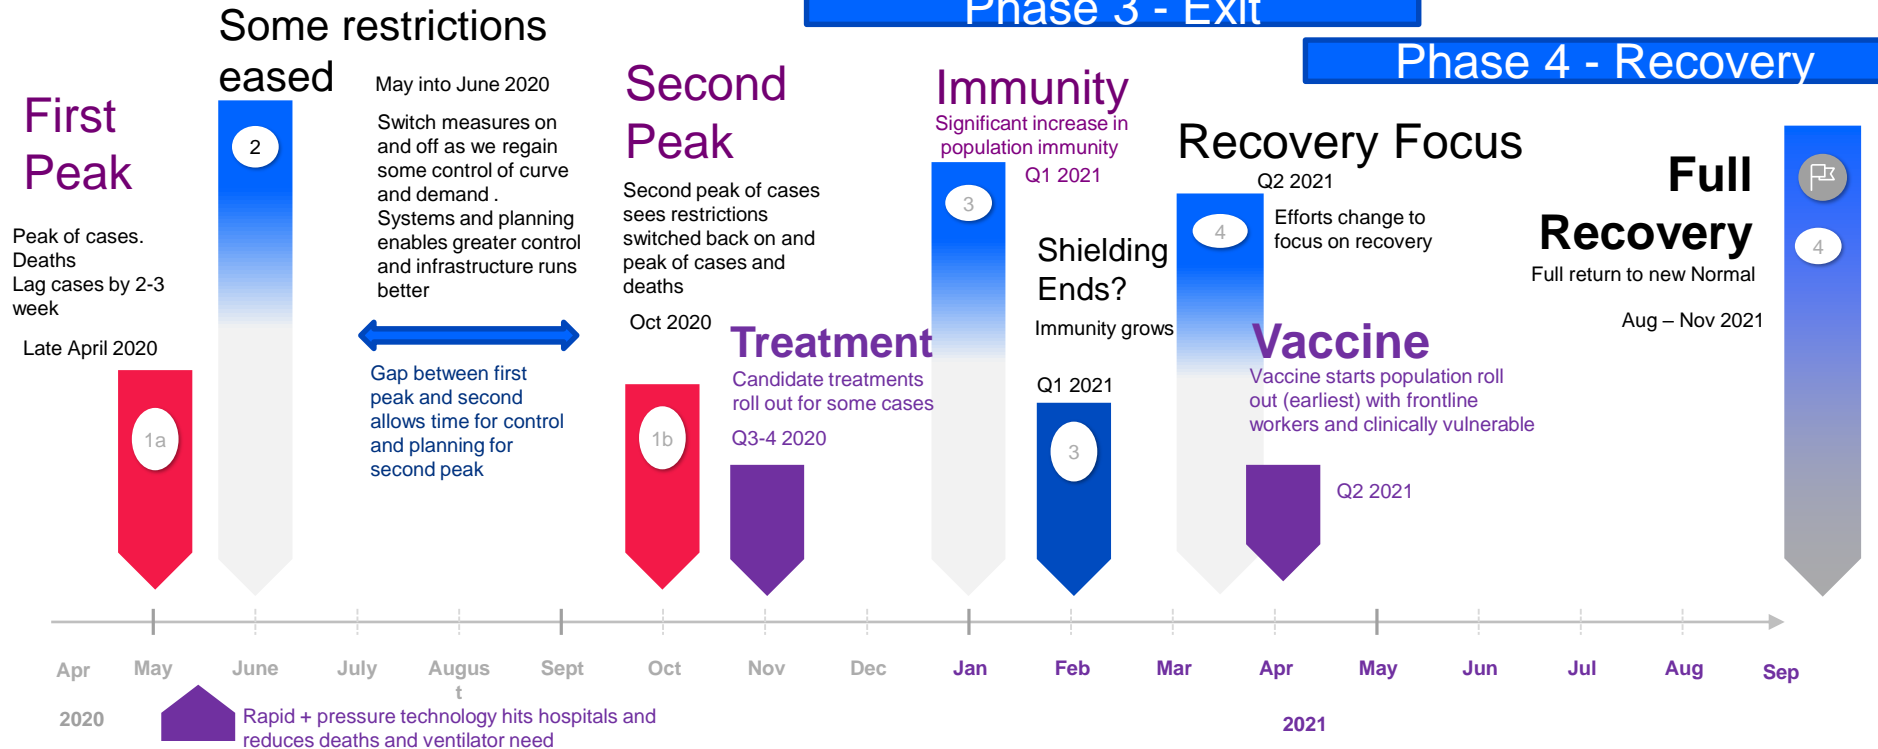 Phase 3 - Exit
Phase 4 - Recovery
First
Peak
Peak of cases.
Deaths
Lag cases by 2-3
week
Late April 2020
1a
Some restrictions
eased
2
May into June 2020
Switch measures on
and off as we regain
some control of curve
and demand .
Systems and planning
enables greater control
and infrastructure runs
better
Gap between first
peak and second
allows time for control
and planning for
second peak
Second
Peak
Second peak of cases
sees restrictions
switched back on and
peak of cases and
deaths
Oct 2020
1b
Treatment
Candidate treatments
roll out for some cases
Q3-4 2020
Immunity
Significant increase in
population immunity
Q1 2021
3
Shielding
Ends?
Immunity grows
Q1 2021
3
Recovery Focus
Q2 2021
Efforts change to
focus on recovery
4
Vaccine
Vaccine starts population roll
out (earliest) with frontline
workers and clinically vulnerable
Q2 2021
Full
Recovery
Full return to new Normal
Aug – Nov 2021
4
Apr May June July Augus Sept Oct Nov Dec Jan Feb Mar Apr May Jun Jul Aug Sep
t
2020 2021
Rapid + pressure technology hits hospitals and
reduces deaths and ventilator need